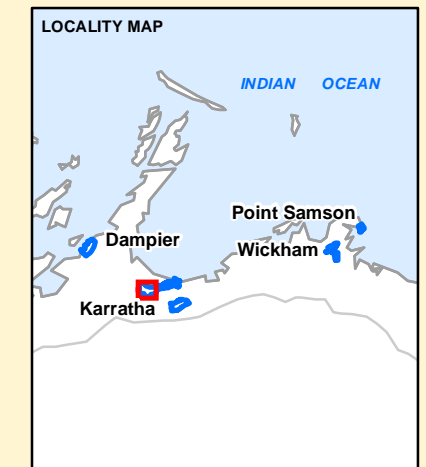 LOCALITY MAP
INDIAN OCEAN
Point Samson
Dampier
Wickham
Karratha